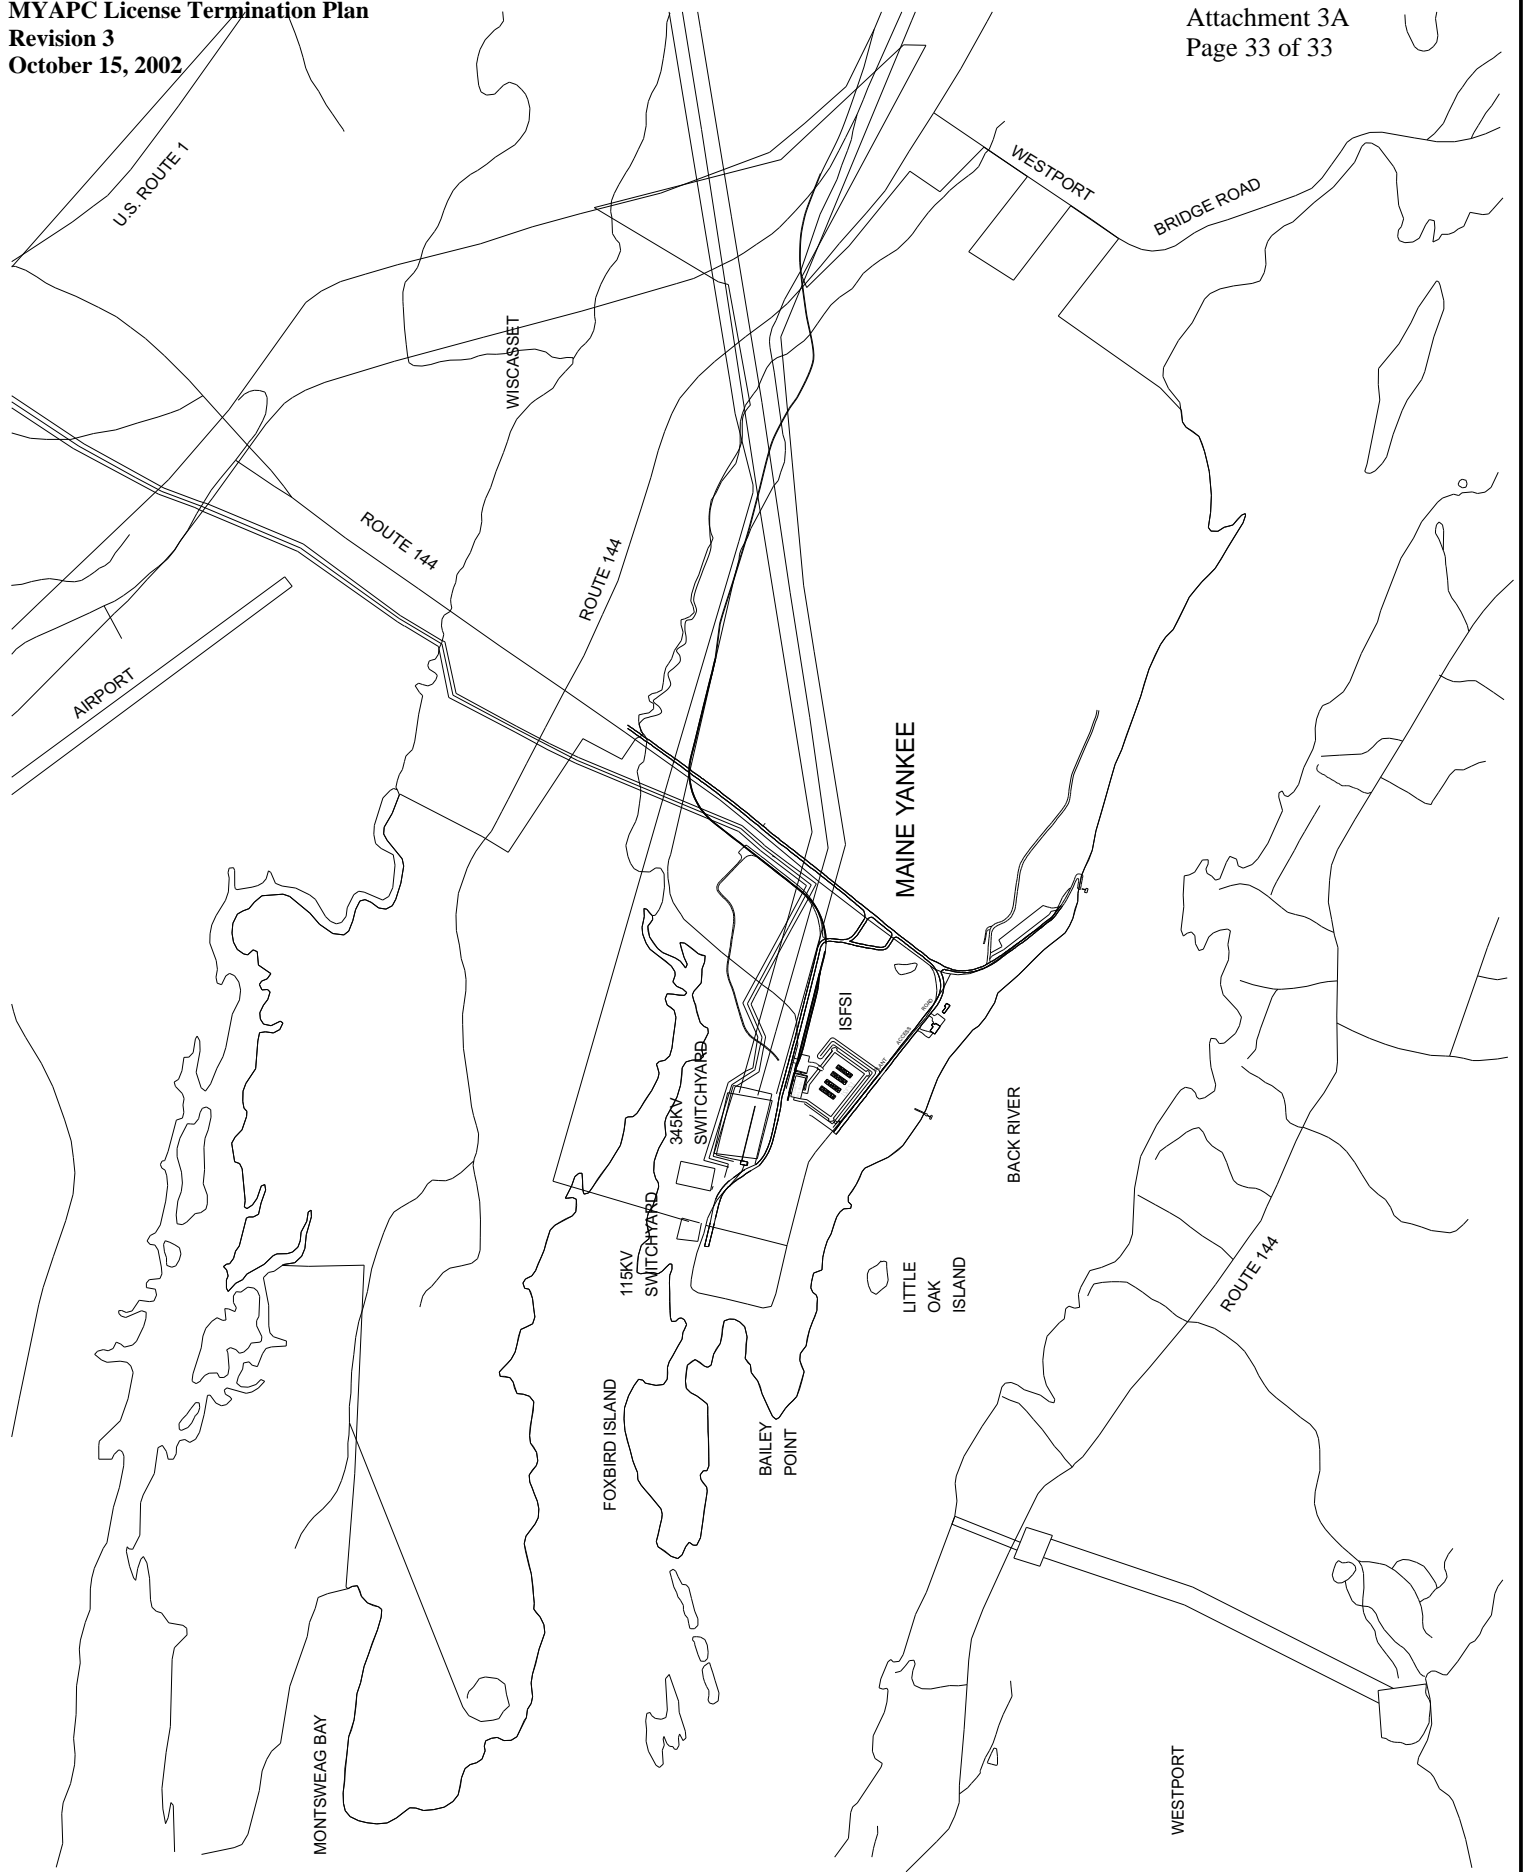 MYAPC License Termination Plan
Revision 3
October 15, 2002
Attachment 3A
Page 33 of 33
U.S. ROUTE 1
WESTPORT
BRIDGE ROAD
WISCASSET
ROUTE 144
ROUTE 144
AIRPORT
MAINE YANKEE
ISFSI
ACCESS
ROAD
345KV
SWITCHYARD
115KV
SWITCHYARD
BACK RIVER
LITTLE
OAK
ISLAND
ROUTE 144
FOXBIRD ISLAND
BAILEY
POINT
MONTSWEAG BAY
WESTPORT